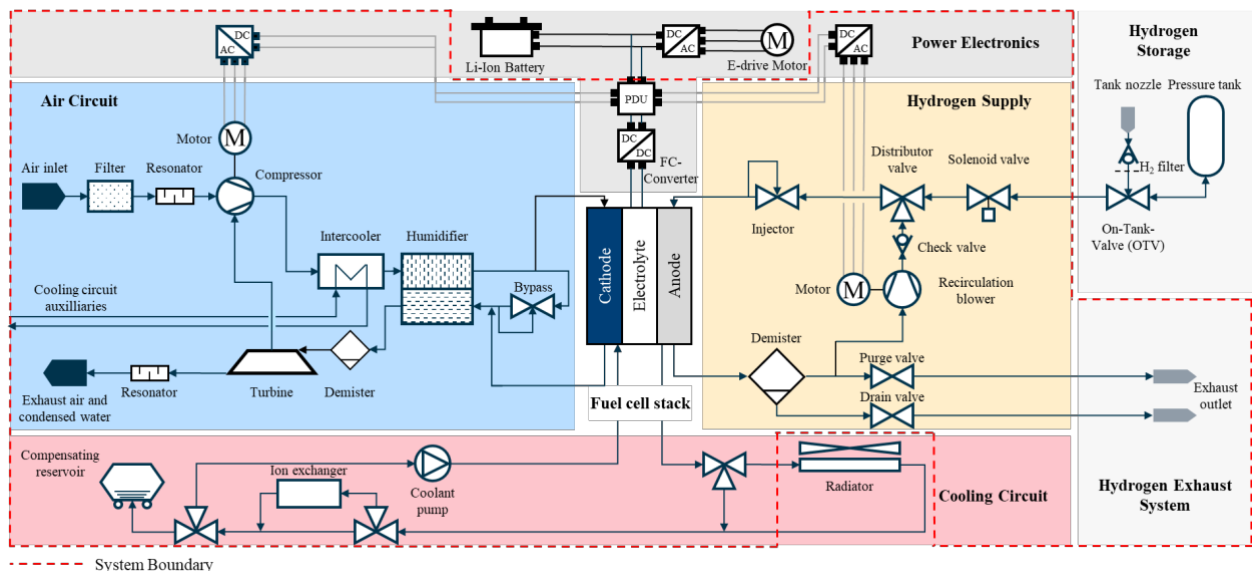 DC
AC
Li-Ion Battery
DC
AC
M
E-drive Motor
DC
AC
Power Electronics
Hydrogen
Storage
Air Circuit
PDU
Hydrogen Supply
Tank nozzle
Pressure tank
Motor
M
DC
DC
FC-
Converter
Air inlet
Filter
Resonator
Compressor
Distributor
valve
Solenoid valve
H2 filter
Injector
On-Tank-
Valve (OTV)
Intercooler
Humidifier
Cathode
Electrolyte
Anode
Check valve
Cooling circuit
auxilliaries
Bypass
Motor
M
Recirculation
blower
Demister
Purge valve
Exhaust
outlet
Drain valve
Exhaust air and
condensed water
Resonator
Turbine
Demister
Fuel cell stack
Compensating
reservoir
Ion exchanger
Coolant
pump
Radiator
Cooling Circuit
Hydrogen Exhaust
System
System Boundary